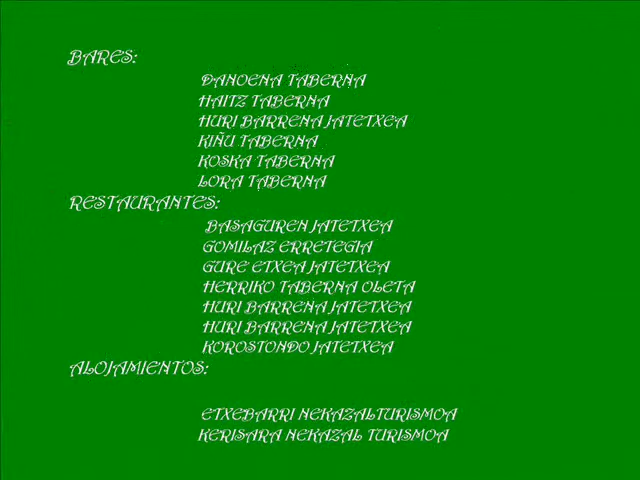 BARES:
DANOENA TABERNA
HAITZ TABERNA
HURI BARRENA JATETXEA
KIÑU TABERNA
KOSKA TABERNA
LORA TABERNA
RESTAURANTES:
BASAGUREN JATETXEA
GOMILAZ ERRETEGIA
GURE ETXEA JATETXEA
HERRIKO TABERNA OLETA
HURI BARRENA JATETXEA
HURI BARRENA JATETXEA
KOROSTONDO JATETXEA
ALOJAMIENTOS:
ETXEBARRI NEKAZALTURISMOA
KERISARA NEKAZAL TURISMOA